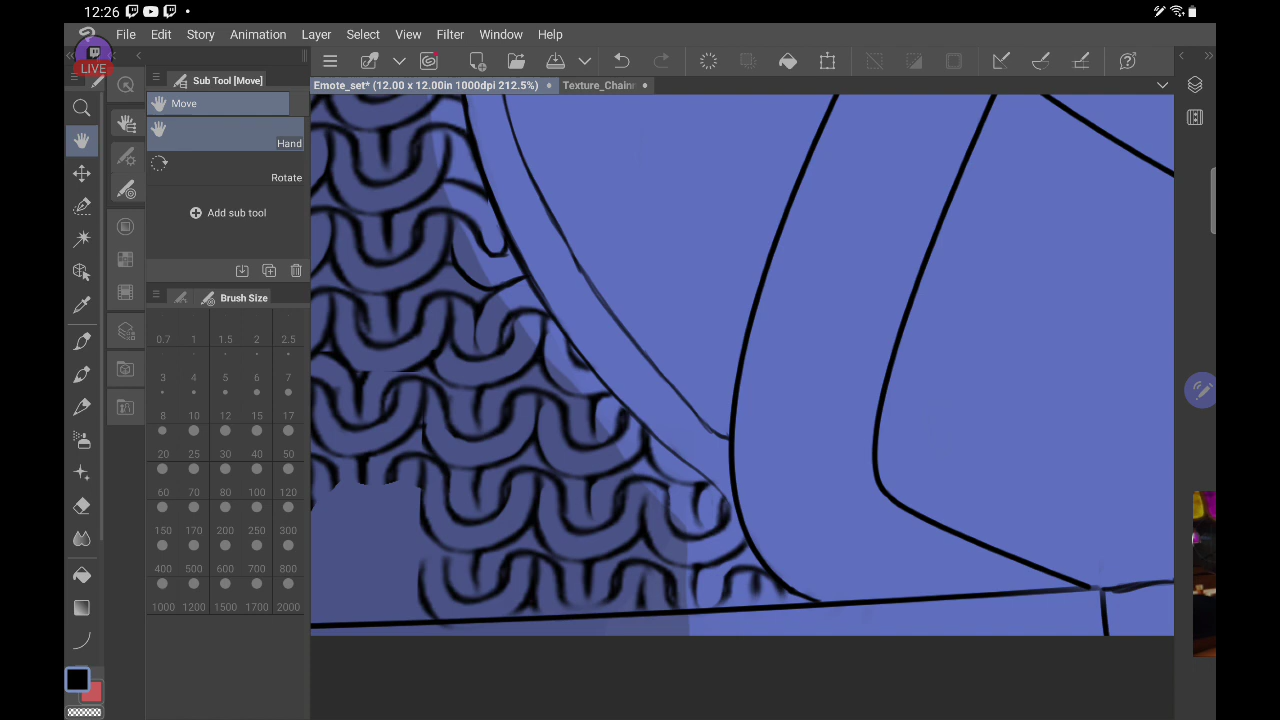 12:26
File Edit Story Animation Layer Select View Filter Window Help
LIVE
Sub Tool [Move]
Emote_set* (12.00 x 12.00in 1000dpi 212.5%)
Texture_Chain
Move
Hand
Rotate
Add sub tool
Brush Size
0.7 1 1.5 2 2.5
3 4 5 6 7
8 10 12 15 17
20 25 30 40 50
60 70 80 100 120
150 170 200 250 300
400 500 600 700 800
1000 1200 1500 1700 2000